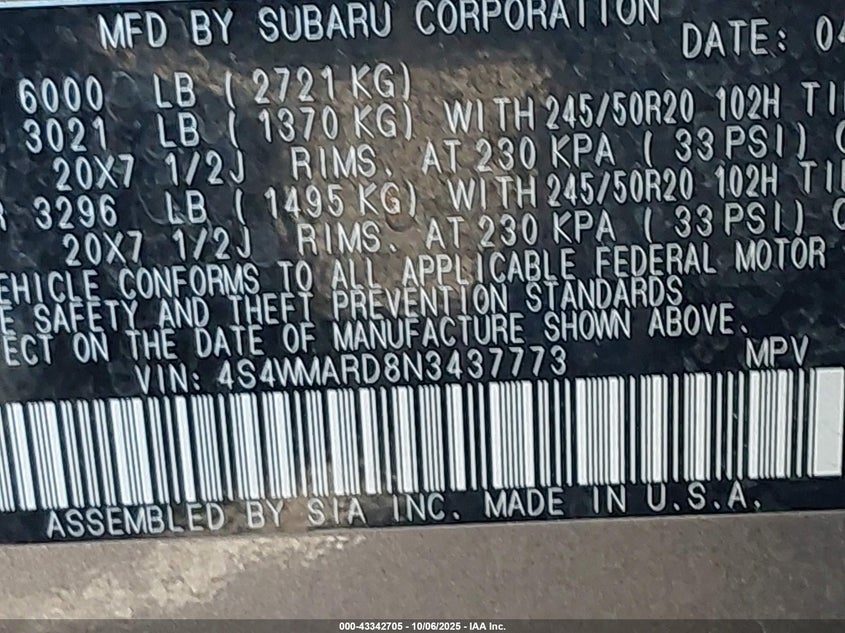 MFD BY SUBARU CORPORATION
DATE: 04
6000 LB ( 2721 KG)
3021 LB ( 1370 KG) WITH 245/50R20 102H
20X7 1/2J RIMS. AT 230 KPA ( 33 PSI)
3296 LB ( 1495 KG) WITH 245/50R20 102H
20X7 1/2J RIMS. AT 230 KPA ( 33 PSI)
EHICLE CONFORMS TO ALL APPLICABLE FEDERAL MOTOR
E SAFETY AND THEFT PREVENTION STANDARDS
ECT ON THE DATE OF MANUFACTURE SHOWN ABOVE.
VIN: 4S4WMARD8N3437773 MPV
ASSEMBLED BY SIA INC. MADE IN U.S.A.
000-43342705 - 10/06/2025 - IAA Inc.